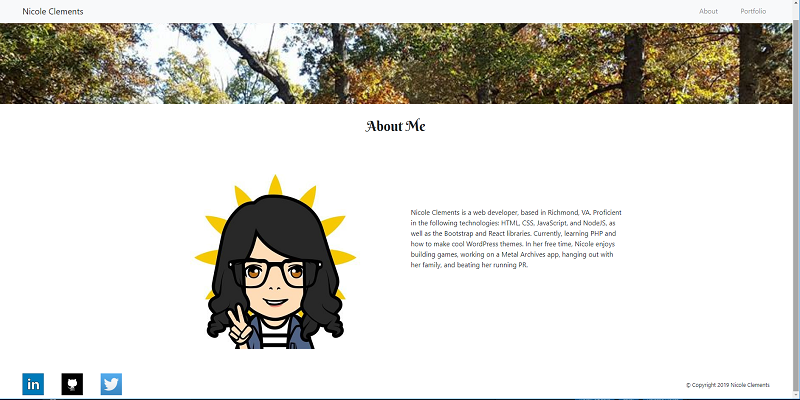 Nicole Clements
About Portfolio
About Me
Nicole Clements is a web developer, based in Richmond, VA. Proficient
in the following technologies: HTML, CSS, JavaScript, and NodeJS, as
well as the Bootstrap and React libraries. Currently, learning PHP and
how to make cool WordPress themes. In her free time, Nicole enjoys
building games, working on a Metal Archives app, hanging out with
her family, and beating her running PR.
in
© Copyright 2019 Nicole Clements